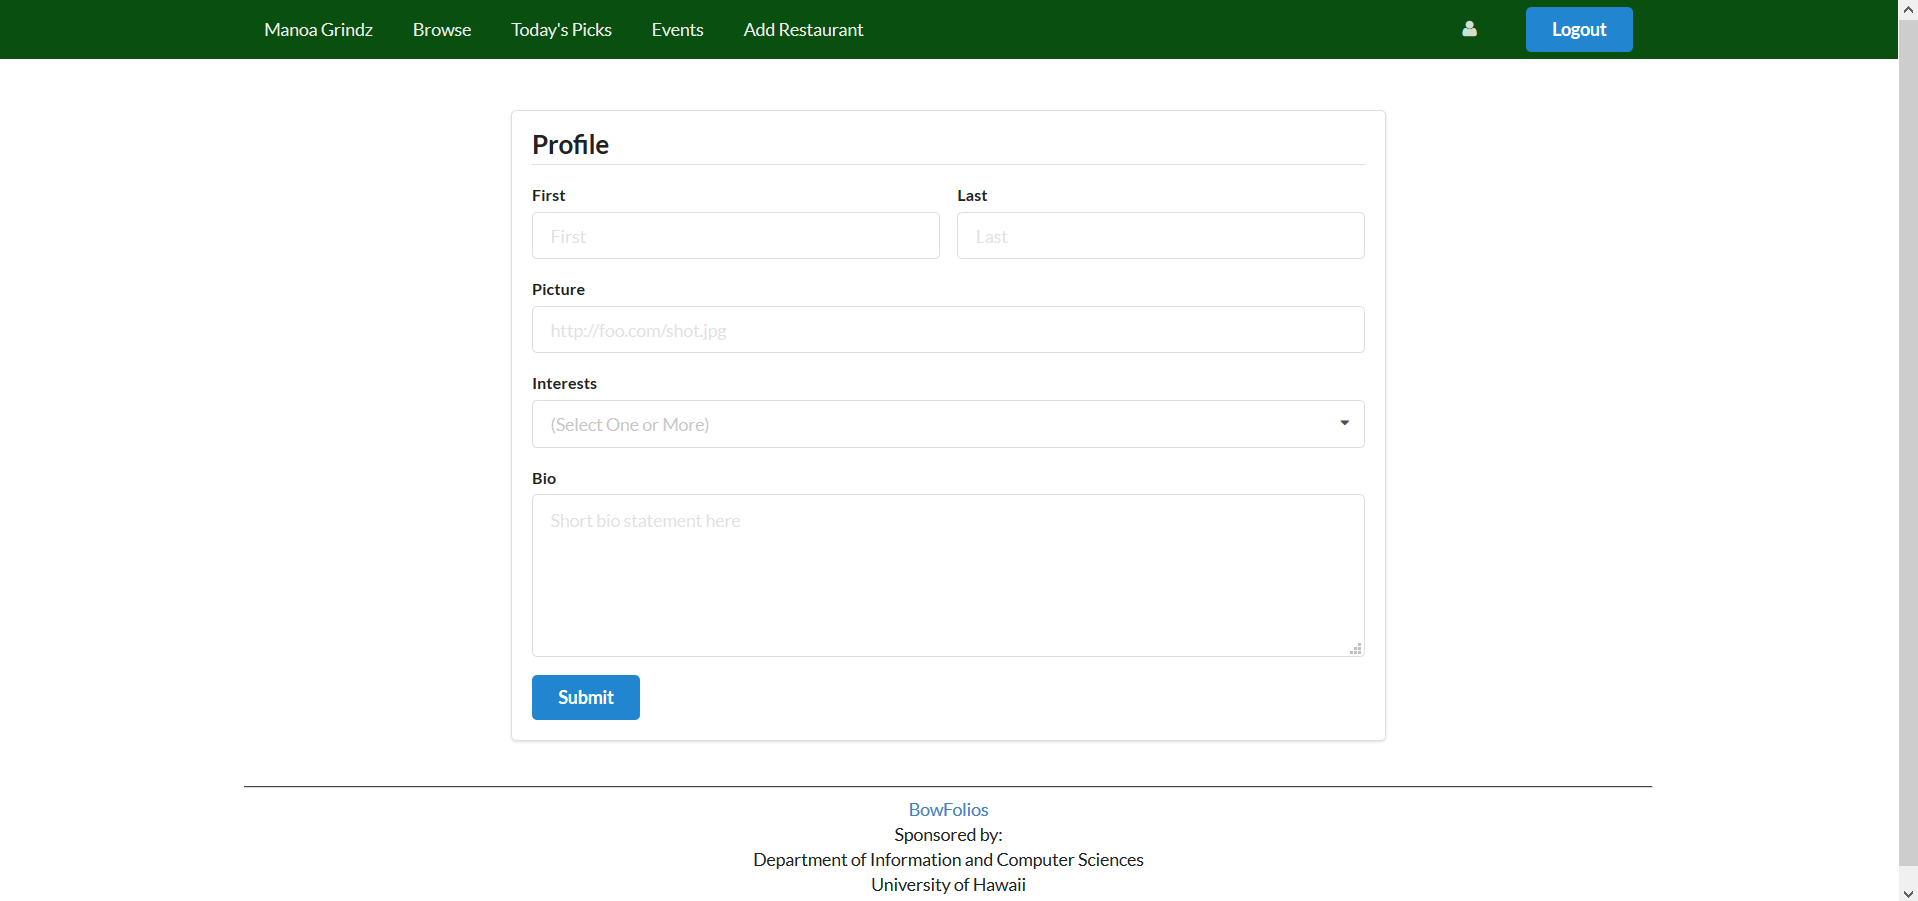 Manoa Grindz Browse Today's Picks Events Add Restaurant Logout
Profile
First Last
First Last
Picture
http://foo.com/shot.jpg
Interests
(Select One or More)
Bio
Short bio statement here
Submit
BowFolios
Sponsored by:
Department of Information and Computer Sciences
University of Hawaii